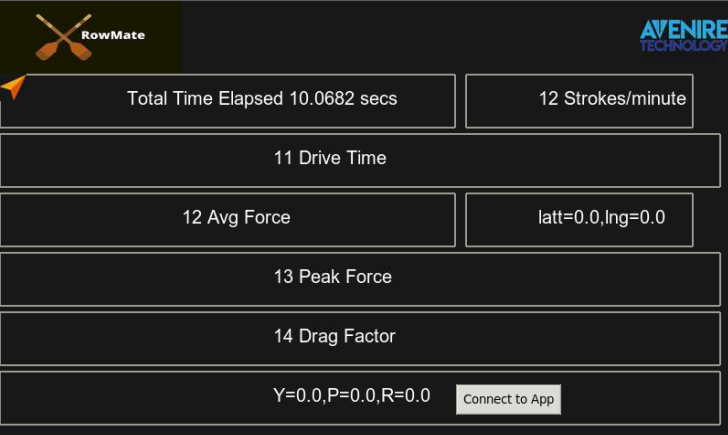 RowMate
AVENIRE
TECHNOLOGY
Total Time Elapsed 10.0682 secs
12 Strokes/minute
11 Drive Time
12 Avg Force
latt=0.0,lng=0.0
13 Peak Force
14 Drag Factor
Y=0.0,P=0.0,R=0.0
Connect to App